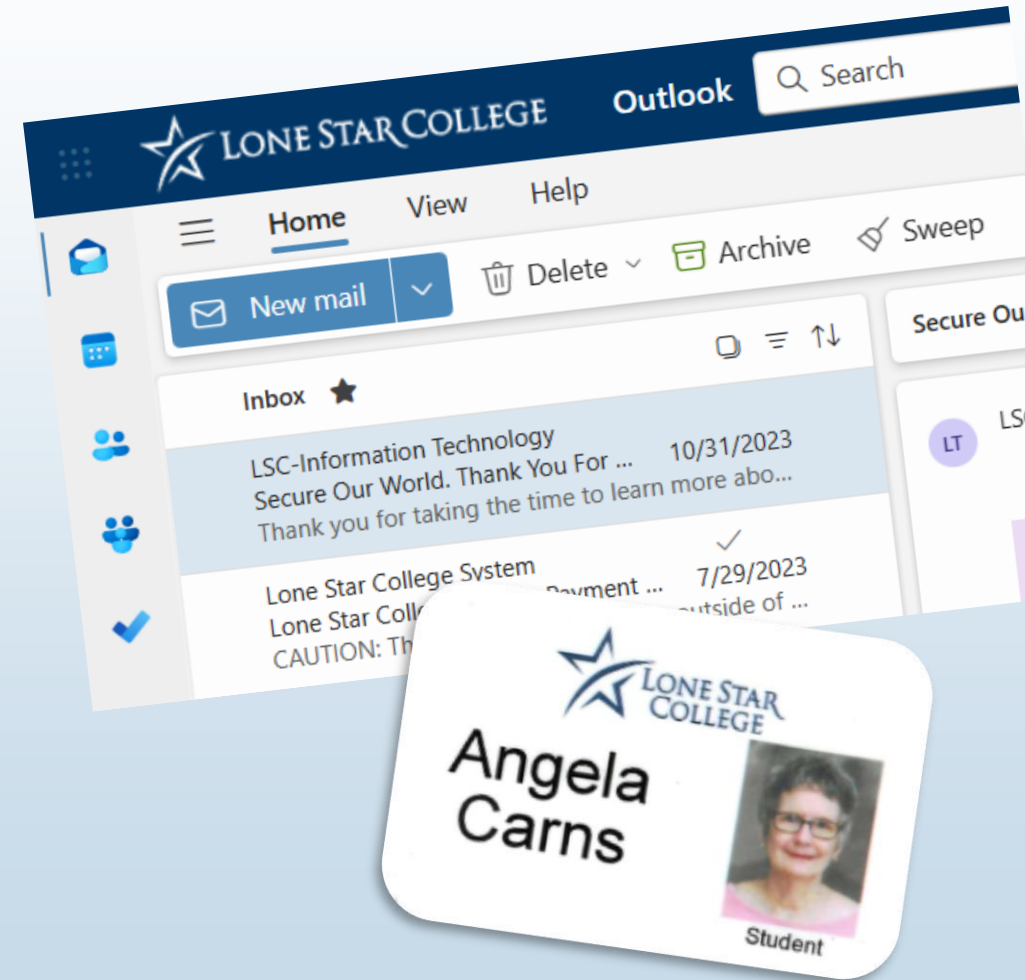 LONE STAR COLLEGE Outlook Search
Home View Help
New mail Delete Archive Sweep
Inbox
Secure Ou
LSC-Information Technology
Secure Our World. Thank You For ... 10/31/2023
Thank you for taking the time to learn more abo...
LT LSC
Lone Star College System
Lone Star Coll Payment ... 7/29/2023
CAUTION: Th utside of ...
LONE STAR
COLLEGE
Angela
Carns
Student